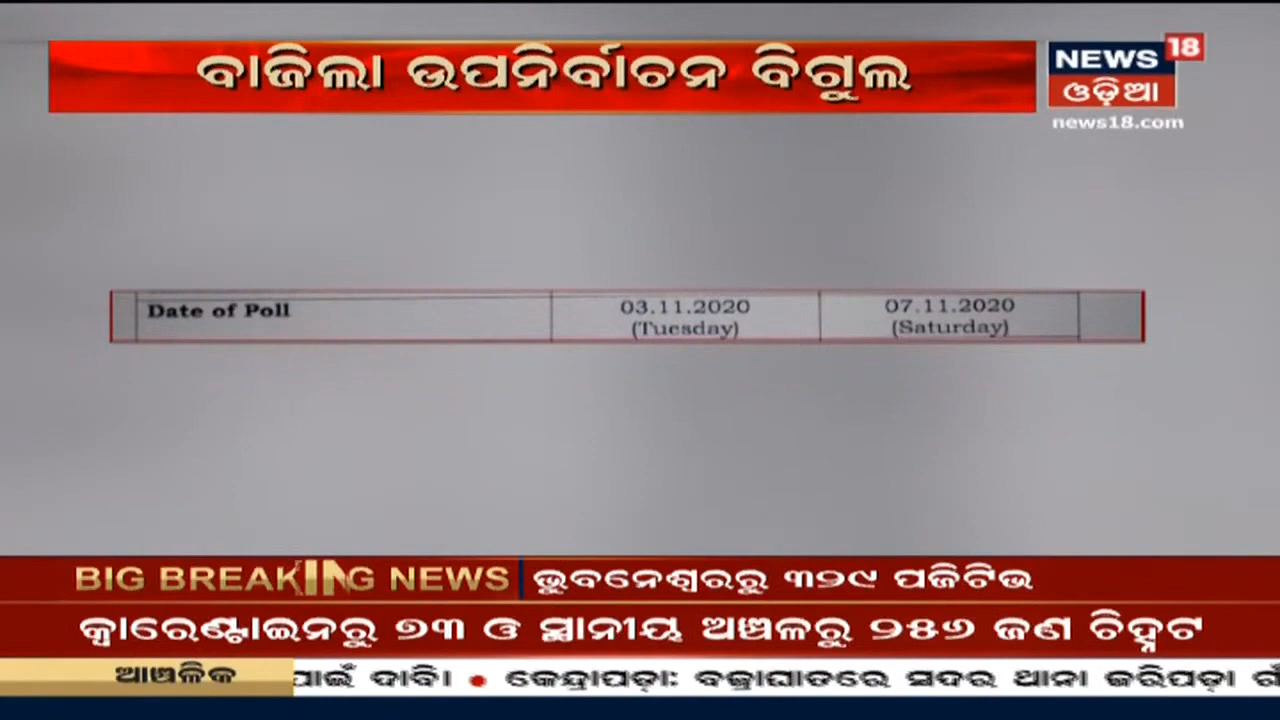 ବାଜିଲା ଉପନିର୍ବାଚନ ବିଗୁଲ
NEWS 18
ଓଡ଼ିଆ
news18.com
Date of Poll 03.11.2020 (Tuesday) 07.11.2020 (Saturday)
BIG BREAKING NEWS ଭୁବନେଶ୍ୱରରୁ ୩୨୯ ପଜିଟିଭ
କ୍ୱାରେଣ୍ଟାଇନରୁ ୭୩ ଓ ସ୍ଥାନୀୟ ଅଞ୍ଚଳରୁ ୨୫୬ ଜଣ ଚିହ୍ନଟ
ଆଞ୍ଚଳିକ ପାଇଁ ଦାବି। • କେନ୍ଦ୍ରାପଡ଼ା: ବଜ୍ରାଘାତରେ ସଦର ଥାନା ଜରିପଡ଼ା